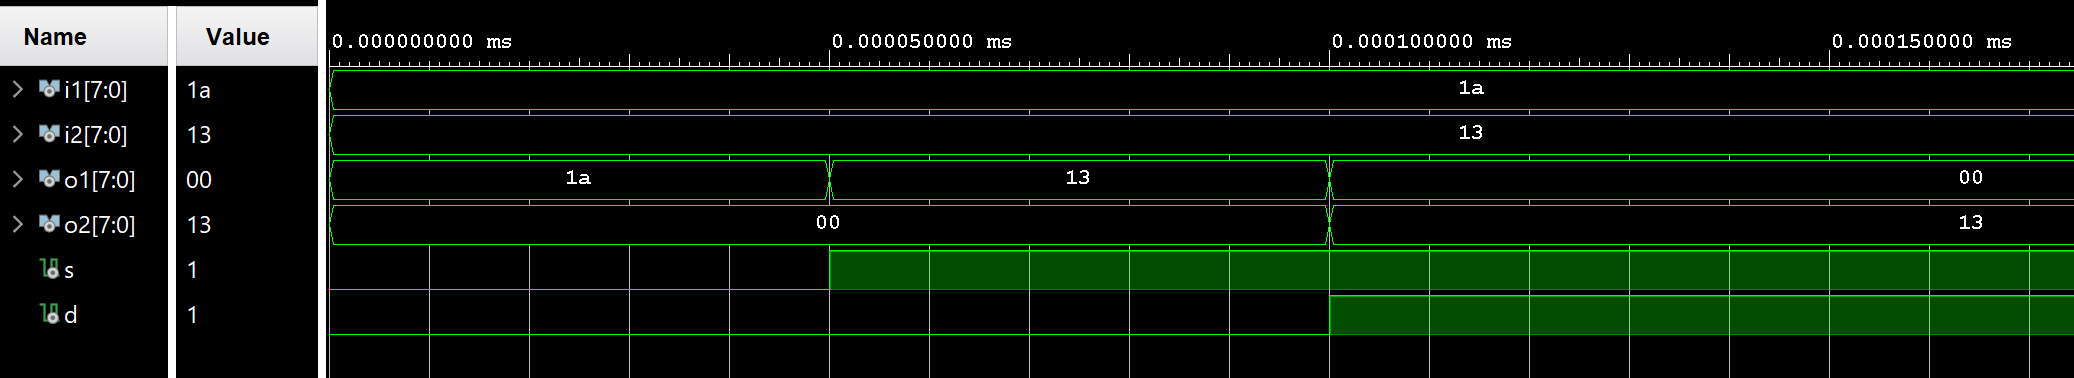 Name Value
0.000000000 ms 0.000050000 ms 0.000100000 ms 0.000150000 ms
i1[7:0] 1a 1a
i2[7:0] 13 13
o1[7:0] 00 1a 13 00
o2[7:0] 13 00 13
s 1
d 1